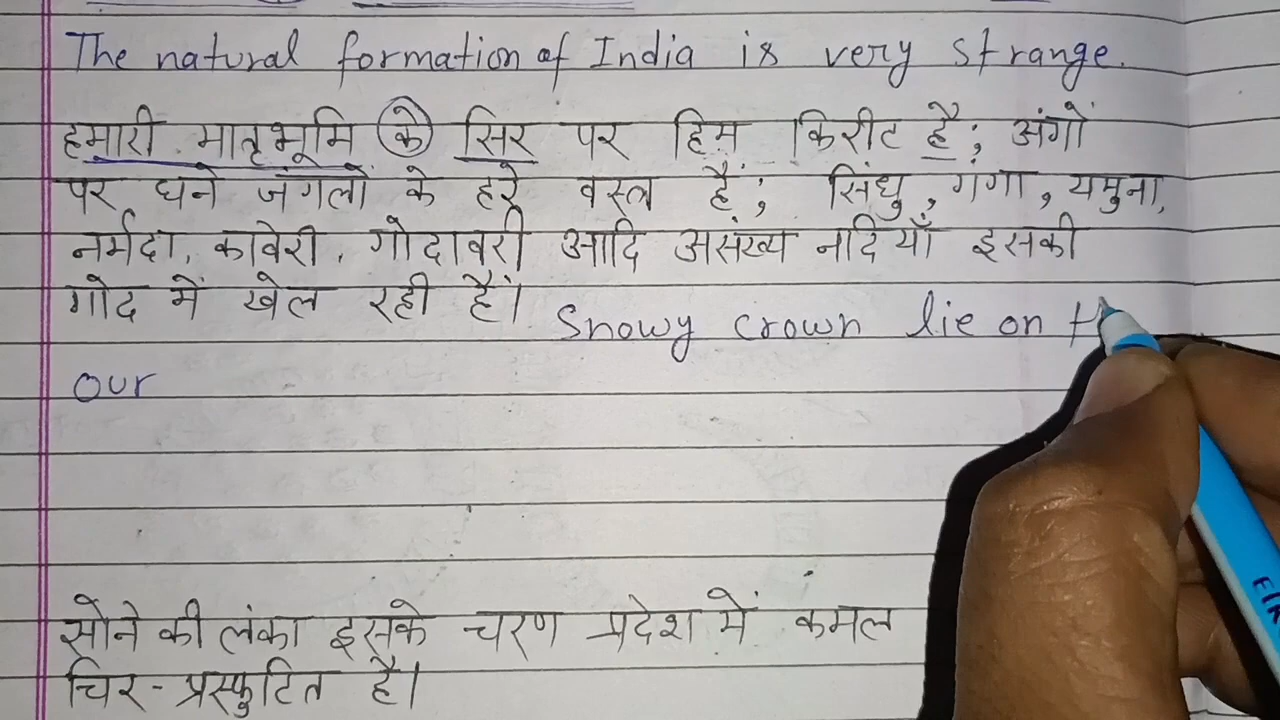 The natural formation of India is very strange.
हमारी मातृभूमि के सिर पर हिम किरीट है; अंगों
पर घने जंगलों के हरे वस्त्र हैं; सिंधु, गंगा, यमुना,
नर्मदा, कावेरी, गोदावरी आदि असंख्य नदियाँ इसकी
गोद में खेल रही हैं। Snowy crown lie on
our
सोने की लंका इसके चरण प्रदेश में कमल
चिर-प्रस्फुटित है।